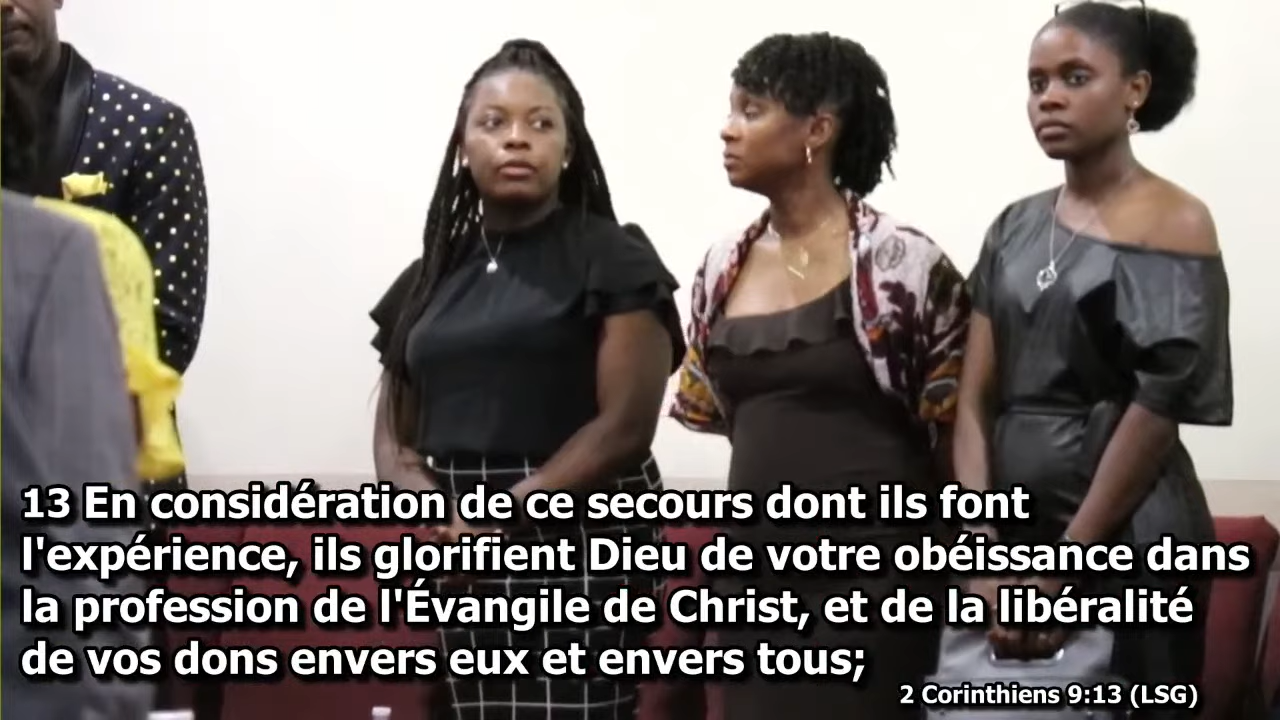 13 En considération de ce secours dont ils font
l'expérience, ils glorifient Dieu de votre obéissance dans
la profession de l'Évangile de Christ, et de la libéralité
de vos dons envers eux et envers tous;
2 Corinthiens 9:13 (LSG)